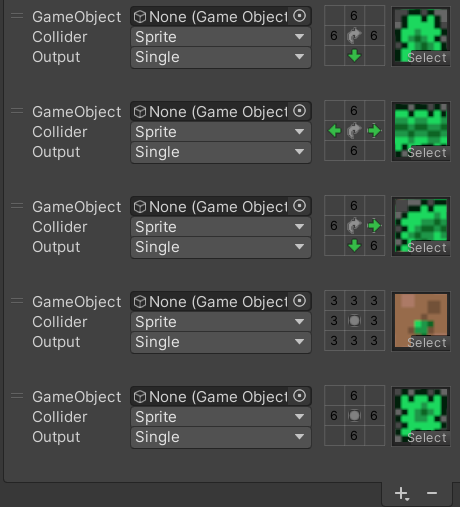 GameObject None (Game Object 6
Collider Sprite 6 6
Output Single Select
GameObject None (Game Object 6
Collider Sprite
Output Single 6 Select
GameObject None (Game Object 6
Collider Sprite 6
Output Single 6 Select
GameObject None (Game Object 3 3 3
Collider Sprite 3 3
Output Single 3 3 3 Select
GameObject None (Game Object 6
Collider Sprite 6 6
Output Single 6 Select